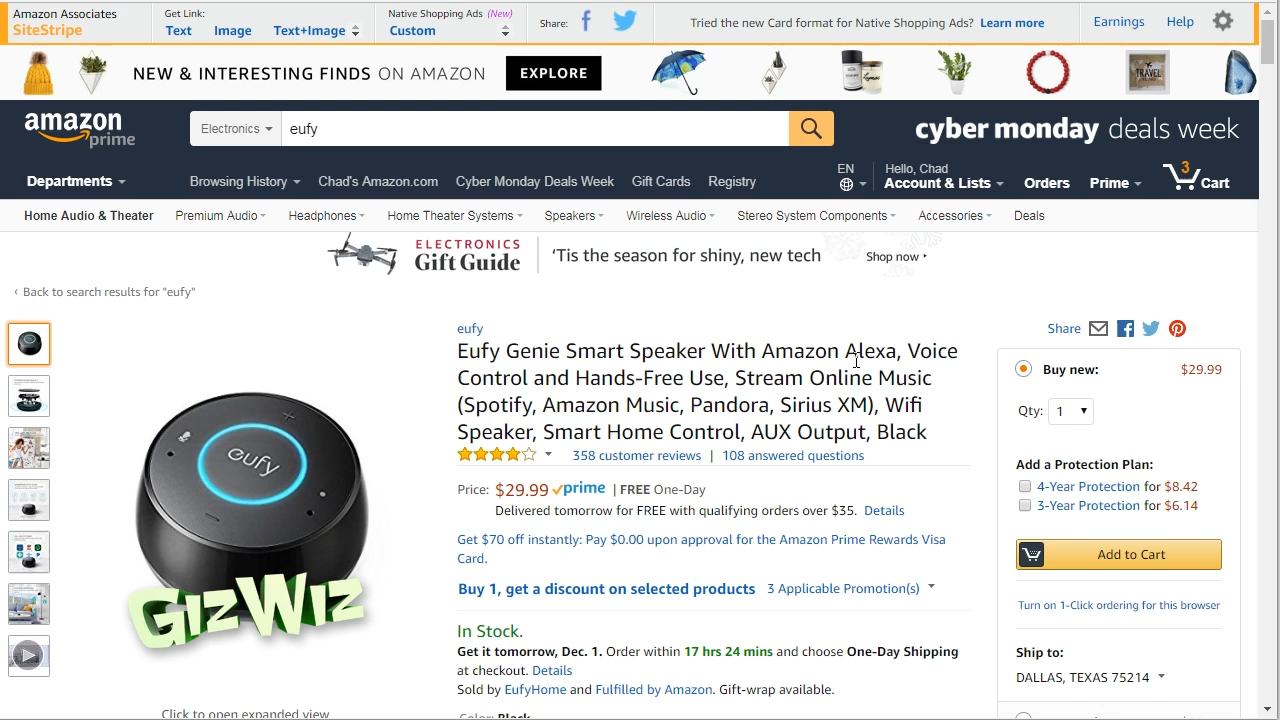 Amazon Associates
SiteStripe
Get Link:
Text Image Text+Image
Native Shopping Ads (New)
Custom
Share:
Tried the new Card format for Native Shopping Ads? Learn more
Earnings Help
NEW & INTERESTING FINDS ON AMAZON EXPLORE
TRAVEL
amazon
prime
Electronics eufy
cyber monday deals week
Departments
Browsing History Chad's Amazon.com Cyber Monday Deals Week Gift Cards Registry
EN
Hello, Chad
Account & Lists
Orders Prime 3 Cart
Home Audio & Theater Premium Audio Headphones Home Theater Systems Speakers Wireless Audio Stereo System Components Accessories Deals
ELECTRONICS
Gift Guide
‘Tis the season for shiny, new tech Shop now
‹ Back to search results for "eufy"
eufy
GizWiz
Click to open expanded view
eufy
Eufy Genie Smart Speaker With Amazon Alexa, Voice
Control and Hands-Free Use, Stream Online Music
(Spotify, Amazon Music, Pandora, Sirius XM), Wifi
Speaker, Smart Home Control, AUX Output, Black
358 customer reviews | 108 answered questions
Price: $29.99 prime | FREE One-Day
Delivered tomorrow for FREE with qualifying orders over $35. Details
Get $70 off instantly: Pay $0.00 upon approval for the Amazon Prime Rewards Visa
Card.
Buy 1, get a discount on selected products 3 Applicable Promotion(s)
In Stock.
Get it tomorrow, Dec. 1. Order within 17 hrs 24 mins and choose One-Day Shipping
at checkout. Details
Sold by EufyHome and Fulfilled by Amazon. Gift-wrap available.
Color: Black
Share
Buy new: $29.99
Qty: 1
Add a Protection Plan:
4-Year Protection for $8.42
3-Year Protection for $6.14
Add to Cart
Turn on 1-Click ordering for this browser
Ship to:
DALLAS, TEXAS 75214